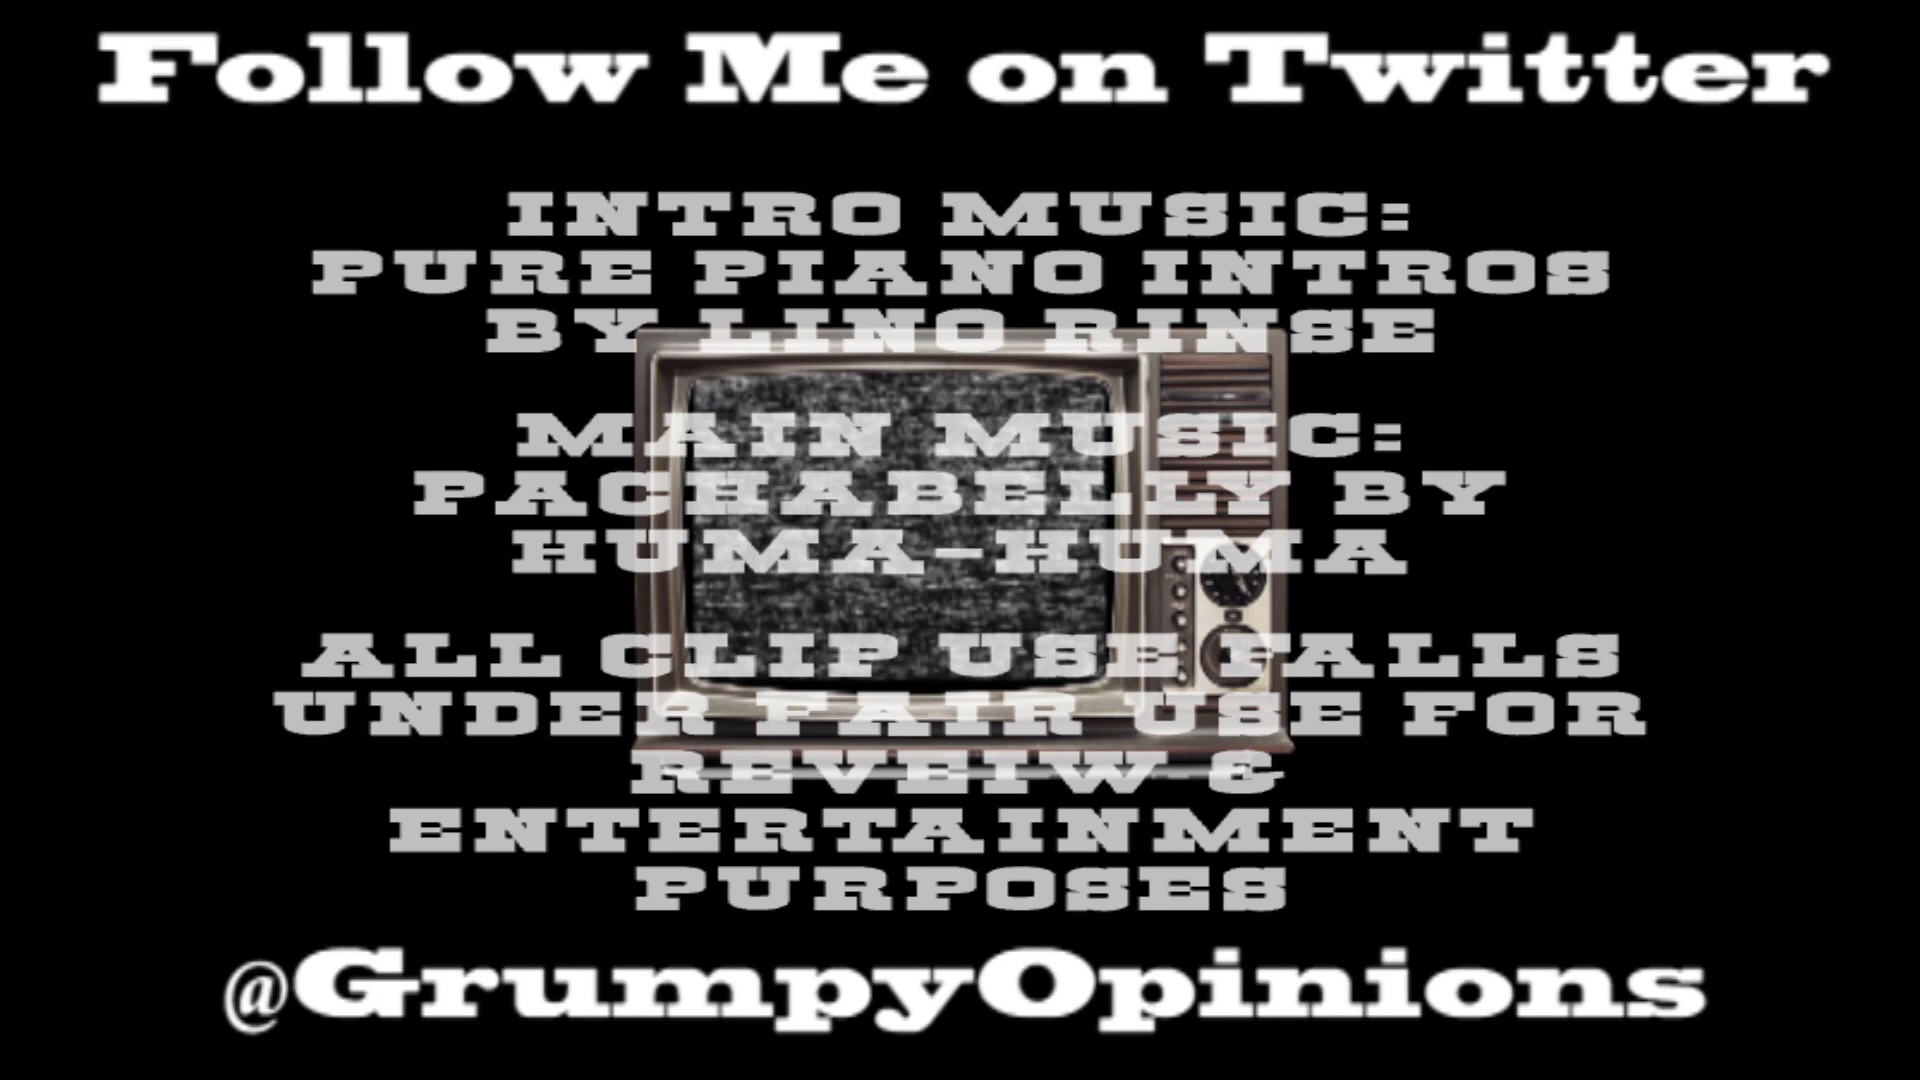 Follow Me on Twitter
INTRO MUSIC:
PURE PIANO INTROS
BY LINO RINSE
MAIN MUSIC:
PACHABELLY BY
HUMA-HUMA
ALL CLIP USE FALLS
UNDER FAIR USE FOR
REVEIW &
ENTERTAINMENT
PURPOSES
@GrumpyOpinions